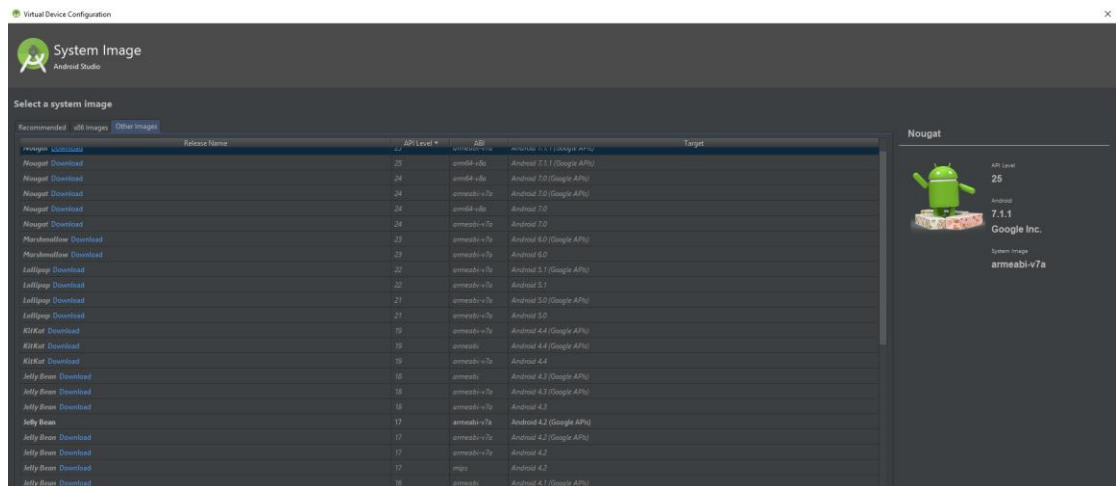 Virtual Device Configuration
System Image
Android Studio
Select a system image
Recommended x86 Images Other Images
Release Name API Level ABI Target
Nougat Download 25 armeabi-v7a Android 7.1.1 (Google APIs)
Nougat Download 25 arm64-v8a Android 7.1.1 (Google APIs)
Nougat Download 24 arm64-v8a Android 7.0 (Google APIs)
Nougat Download 24 armeabi-v7a Android 7.0 (Google APIs)
Nougat Download 24 arm64-v8a Android 7.0
Nougat Download 24 armeabi-v7a Android 7.0
Marshmallow Download 23 armeabi-v7a Android 6.0 (Google APIs)
Marshmallow Download 23 armeabi-v7a Android 6.0
Lollipop Download 22 armeabi-v7a Android 5.1 (Google APIs)
Lollipop Download 22 armeabi-v7a Android 5.1
Lollipop Download 21 armeabi-v7a Android 5.0 (Google APIs)
Lollipop Download 21 armeabi-v7a Android 5.0
KitKat Download 19 armeabi-v7a Android 4.4 (Google APIs)
KitKat Download 19 armeabi Android 4.4 (Google APIs)
KitKat Download 19 armeabi-v7a Android 4.4
Jelly Bean Download 18 armeabi Android 4.3 (Google APIs)
Jelly Bean Download 18 armeabi-v7a Android 4.3 (Google APIs)
Jelly Bean Download 18 armeabi-v7a Android 4.3
Jelly Bean 17 armeabi-v7a Android 4.2 (Google APIs)
Jelly Bean Download 17 armeabi-v7a Android 4.2 (Google APIs)
Jelly Bean Download 17 armeabi-v7a Android 4.2
Jelly Bean Download 17 mips Android 4.2
Jelly Bean Download 16 armeabi Android 4.1 (Google APIs)
Nougat
API Level
25
Android
7.1.1
Google Inc.
System Image
armeabi-v7a